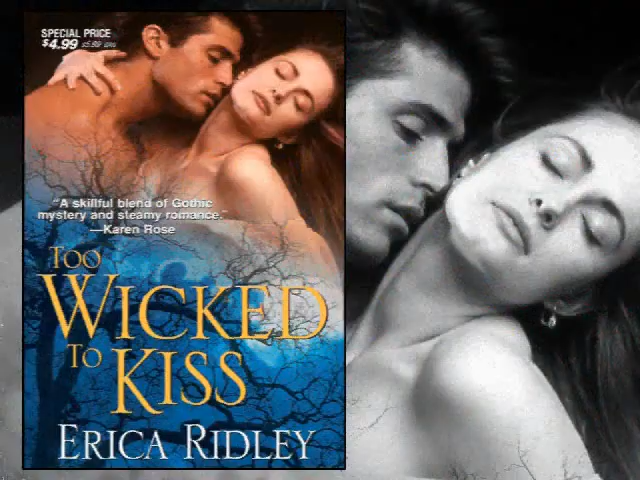 SPECIAL PRICE
$4.99
"A skillful blend of Gothic
mystery and steamy romance."
—Karen Rose
TOO
WICKED
TO
KISS
ERICA RIDLEY